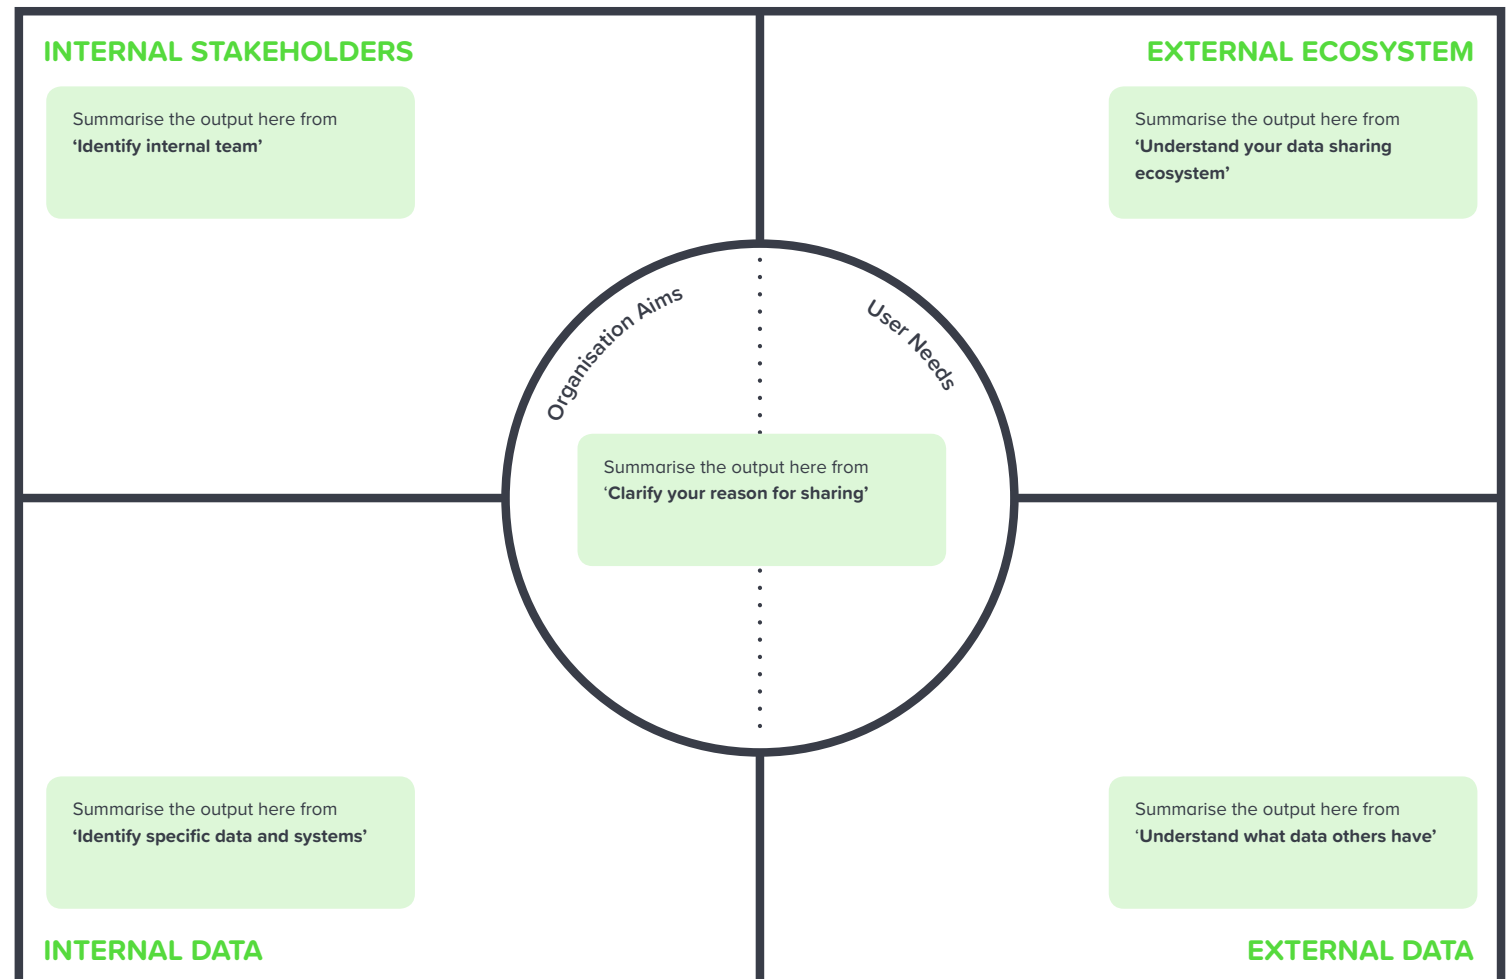 INTERNAL STAKEHOLDERS
Summarise the output here from
‘Identify internal team’
EXTERNAL ECOSYSTEM
Summarise the output here from
‘Understand your data sharing
ecosystem’
Organisation Aims
User Needs
Summarise the output here from
‘Clarify your reason for sharing’
Summarise the output here from
‘Identify specific data and systems’
INTERNAL DATA
Summarise the output here from
‘Understand what data others have’
EXTERNAL DATA